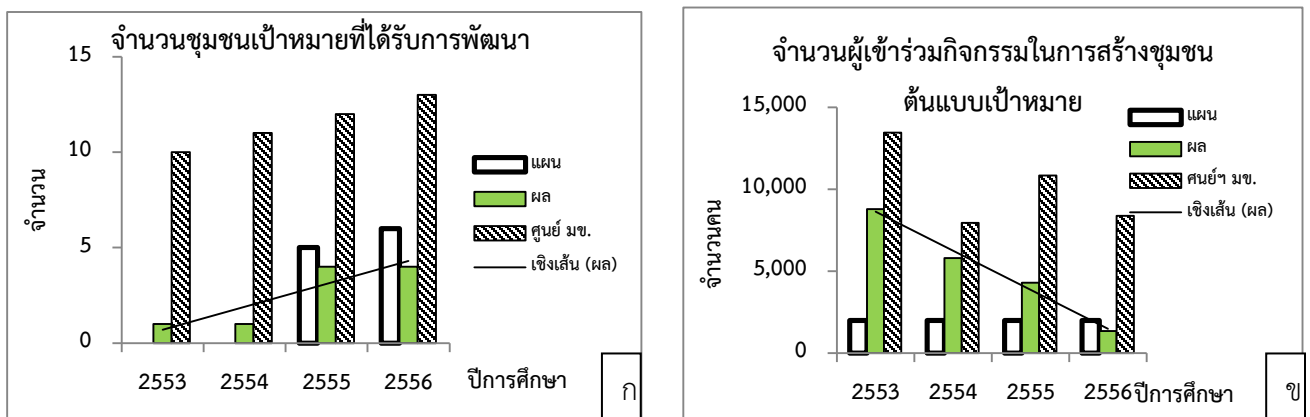 จำนวนชุมชนเป้าหมายที่ได้รับการพัฒนา
15
10
5
0
จำนวน
แผน
ผล
ศูนย์ มข.
เชิงเส้น (ผล)
2553 2554 2555 2556 ปีการศึกษา
ก
จำนวนผู้เข้าร่วมกิจกรรมในการสร้างชุมชน
ต้นแบบเป้าหมาย
15,000
10,000
5,000
0
จำนวนคน
แผน
ผล
ศนย์ฯ มข.
เชิงเส้น (ผล)
2553 2554 2555 2556 ปีการศึกษา
ข